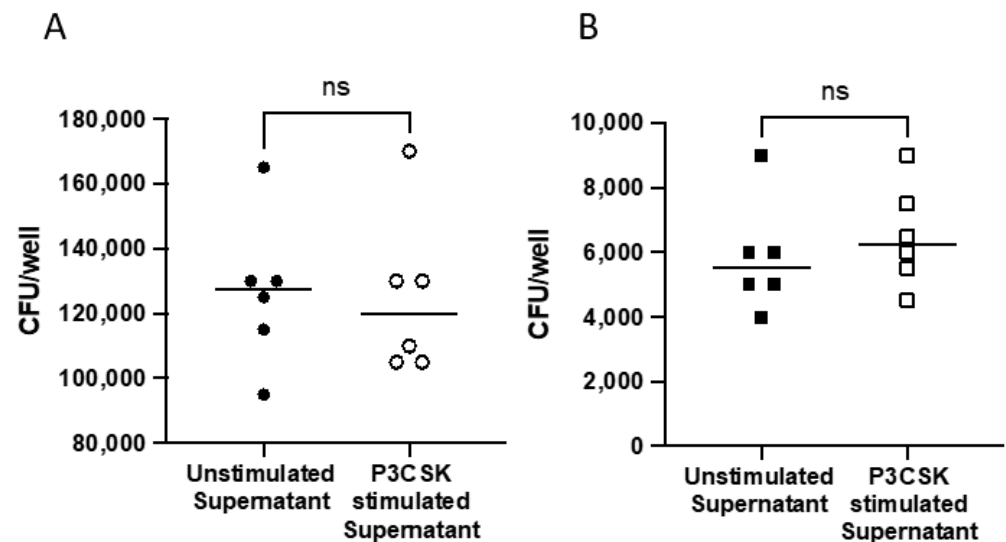 A
ns
180,000
160,000
140,000
120,000
100,000
80,000
CFU/well
Unstimulated
Supernatant
P3CSK
stimulated
Supernatant
B
ns
10,000
8,000
6,000
4,000
2,000
0
CFU/well
Unstimulated
Supernatant
P3CSK
stimulated
Supernatant